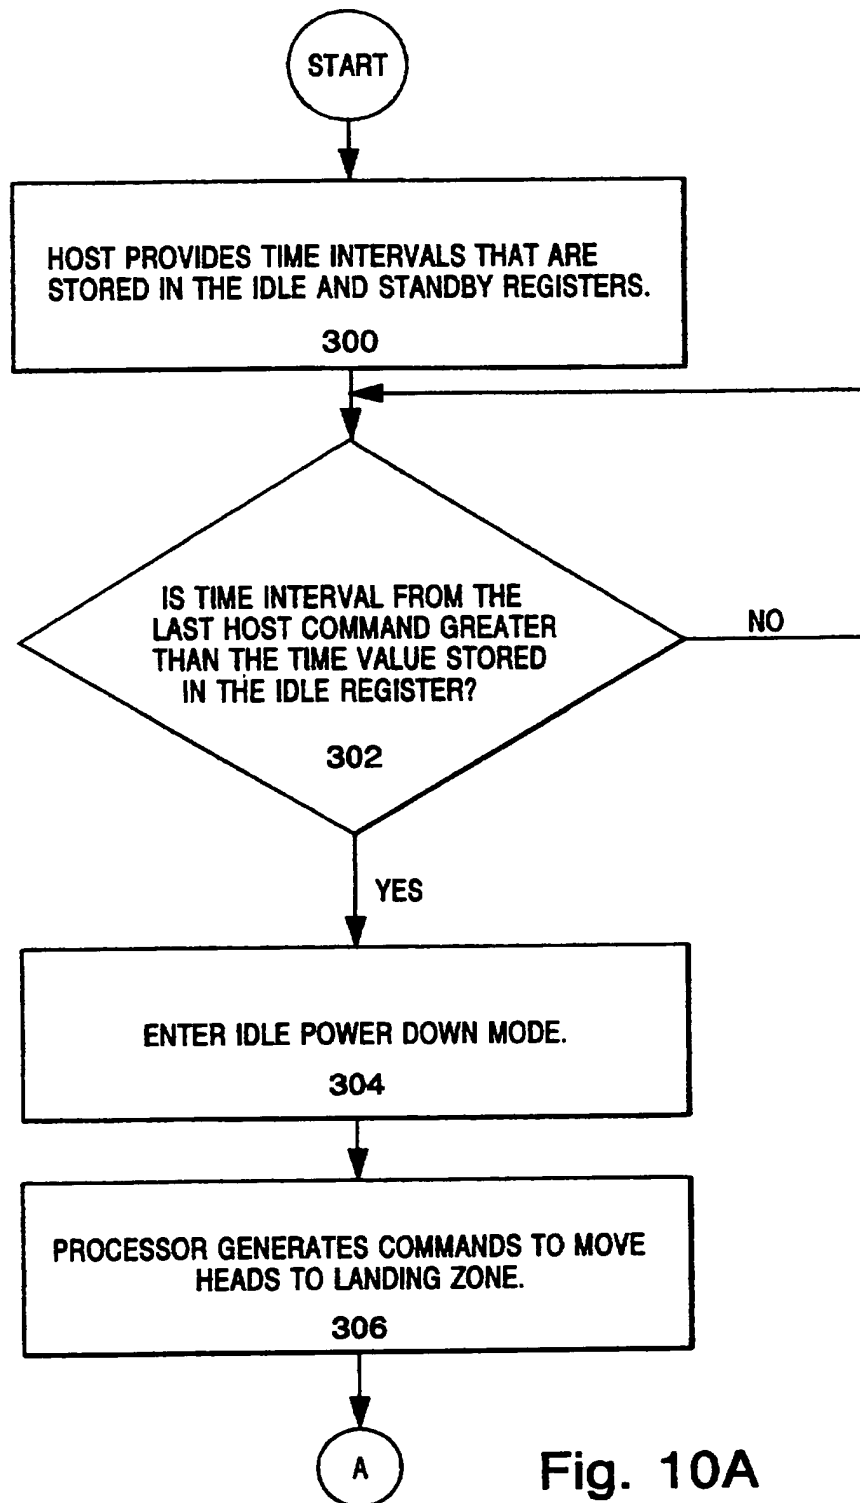 START
HOST PROVIDES TIME INTERVALS THAT ARE
STORED IN THE IDLE AND STANDBY REGISTERS.
300
IS TIME INTERVAL FROM THE
LAST HOST COMMAND GREATER
THAN THE TIME VALUE STORED
IN THE IDLE REGISTER?
302
NO
YES
ENTER IDLE POWER DOWN MODE.
304
PROCESSOR GENERATES COMMANDS TO MOVE
HEADS TO LANDING ZONE.
306
A
Fig. 10A